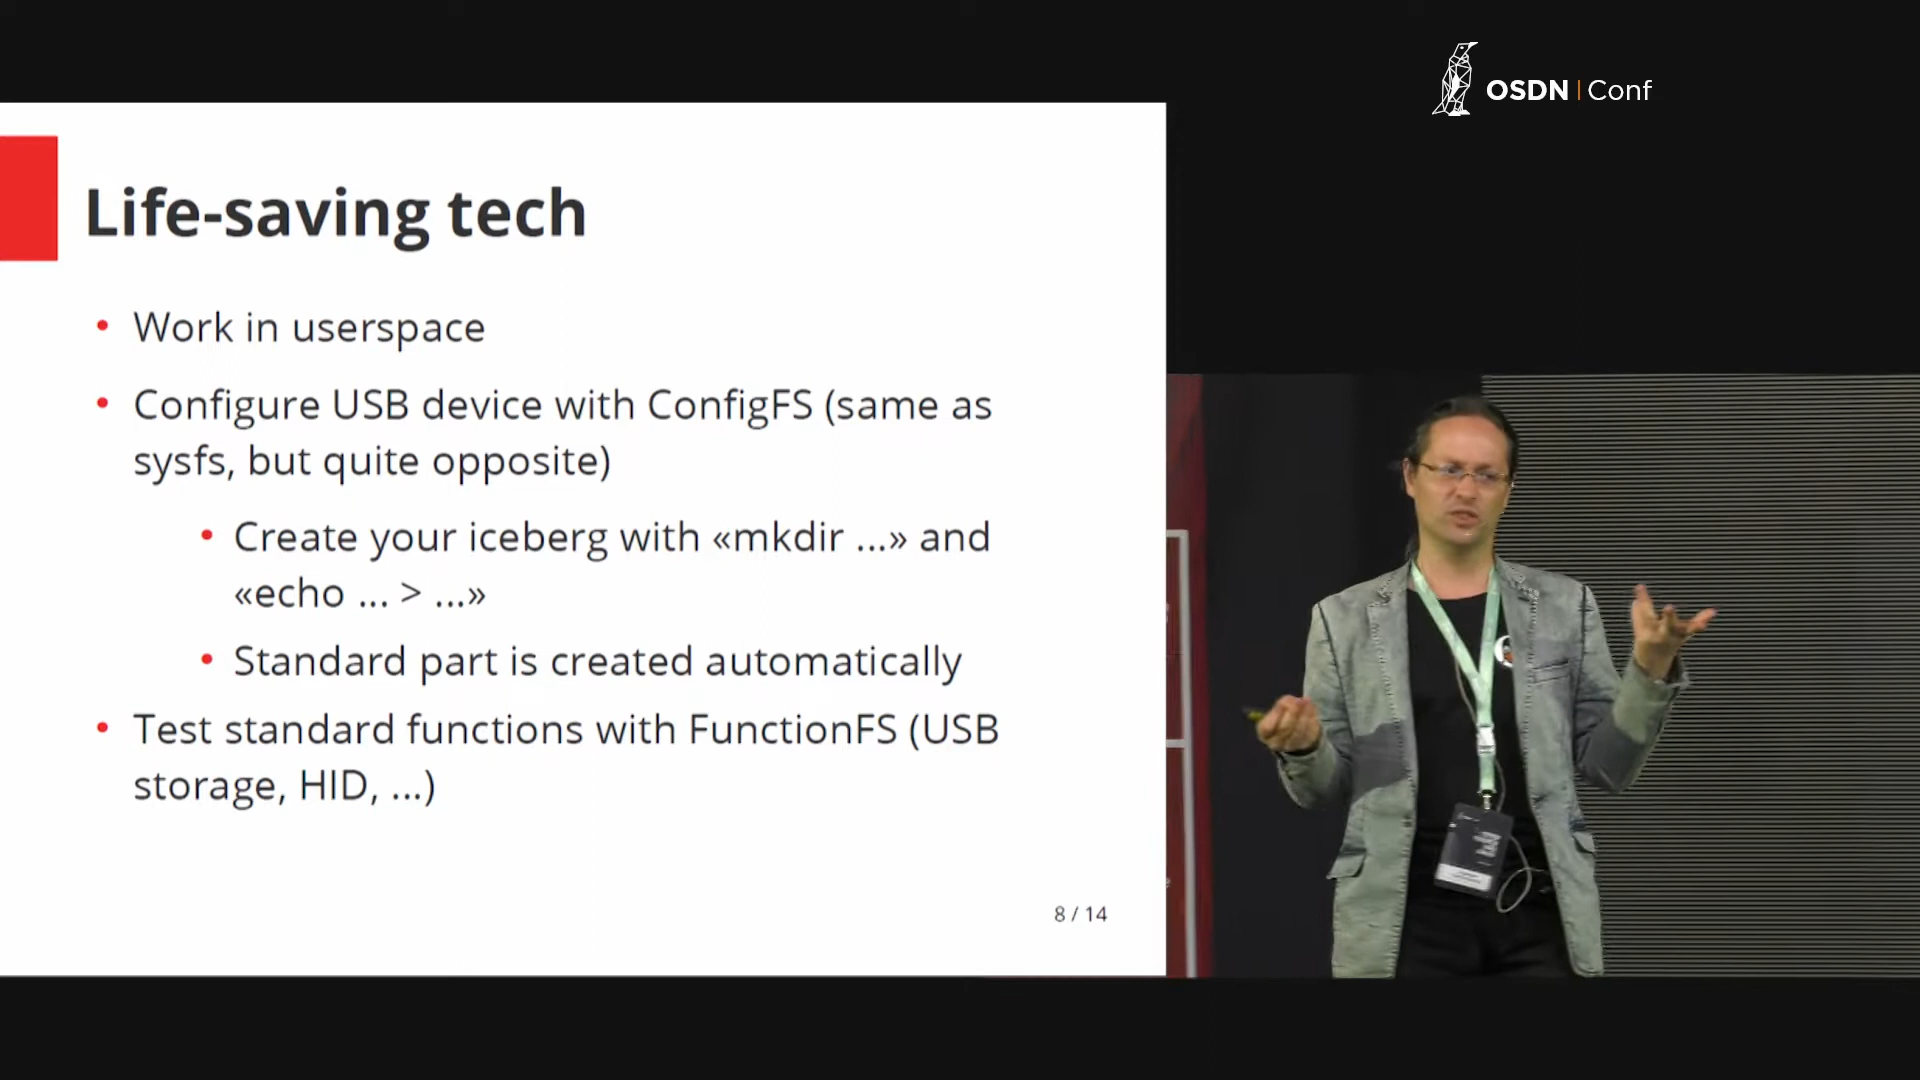 OSDN | Conf
Life-saving tech
• Work in userspace
• Configure USB device with ConfigFS (same as
sysfs, but quite opposite)
• Create your iceberg with «mkdir ...» and
«echo ... > ...»
• Standard part is created automatically
• Test standard functions with FunctionFS (USB
storage, HID, ...)
8 / 14